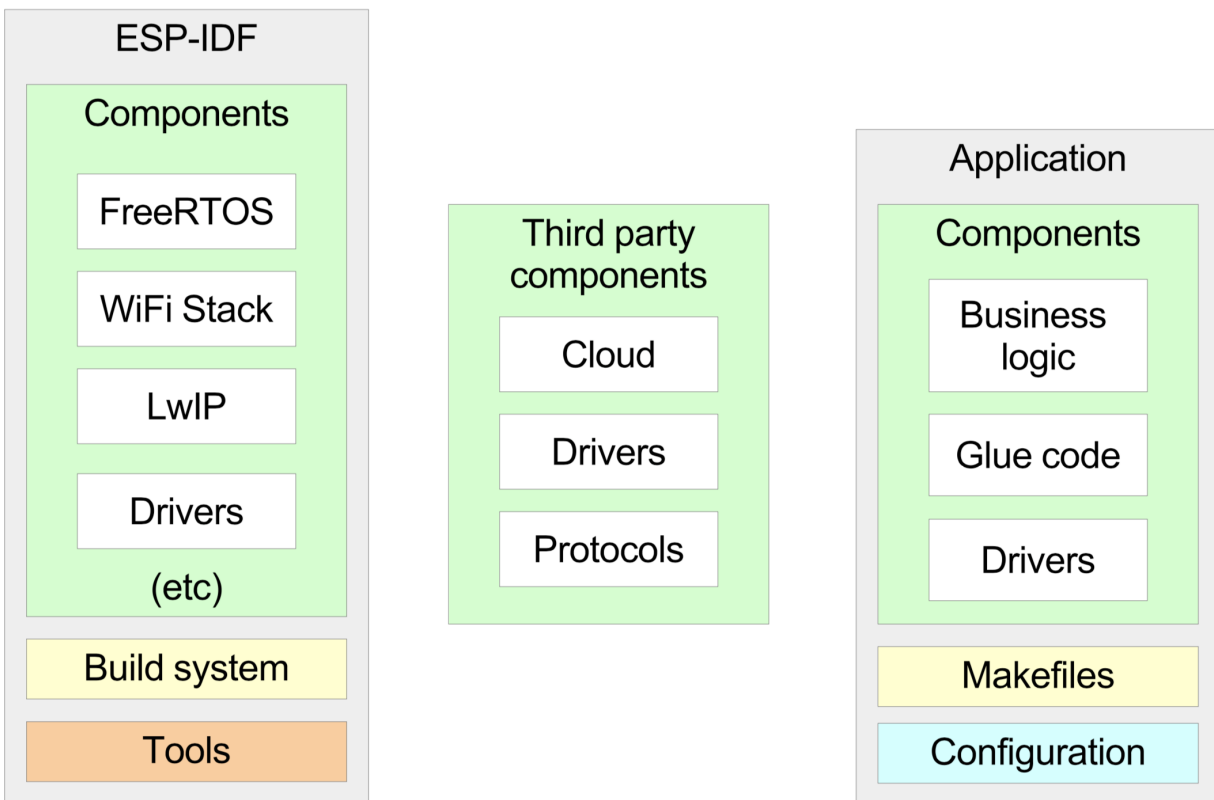 ESP-IDF
Components
FreeRTOS
WiFi Stack
LwIP
Drivers
(etc)
Build system
Tools
Third party
components
Cloud
Drivers
Protocols
Application
Components
Business
logic
Glue code
Drivers
Makefiles
Configuration